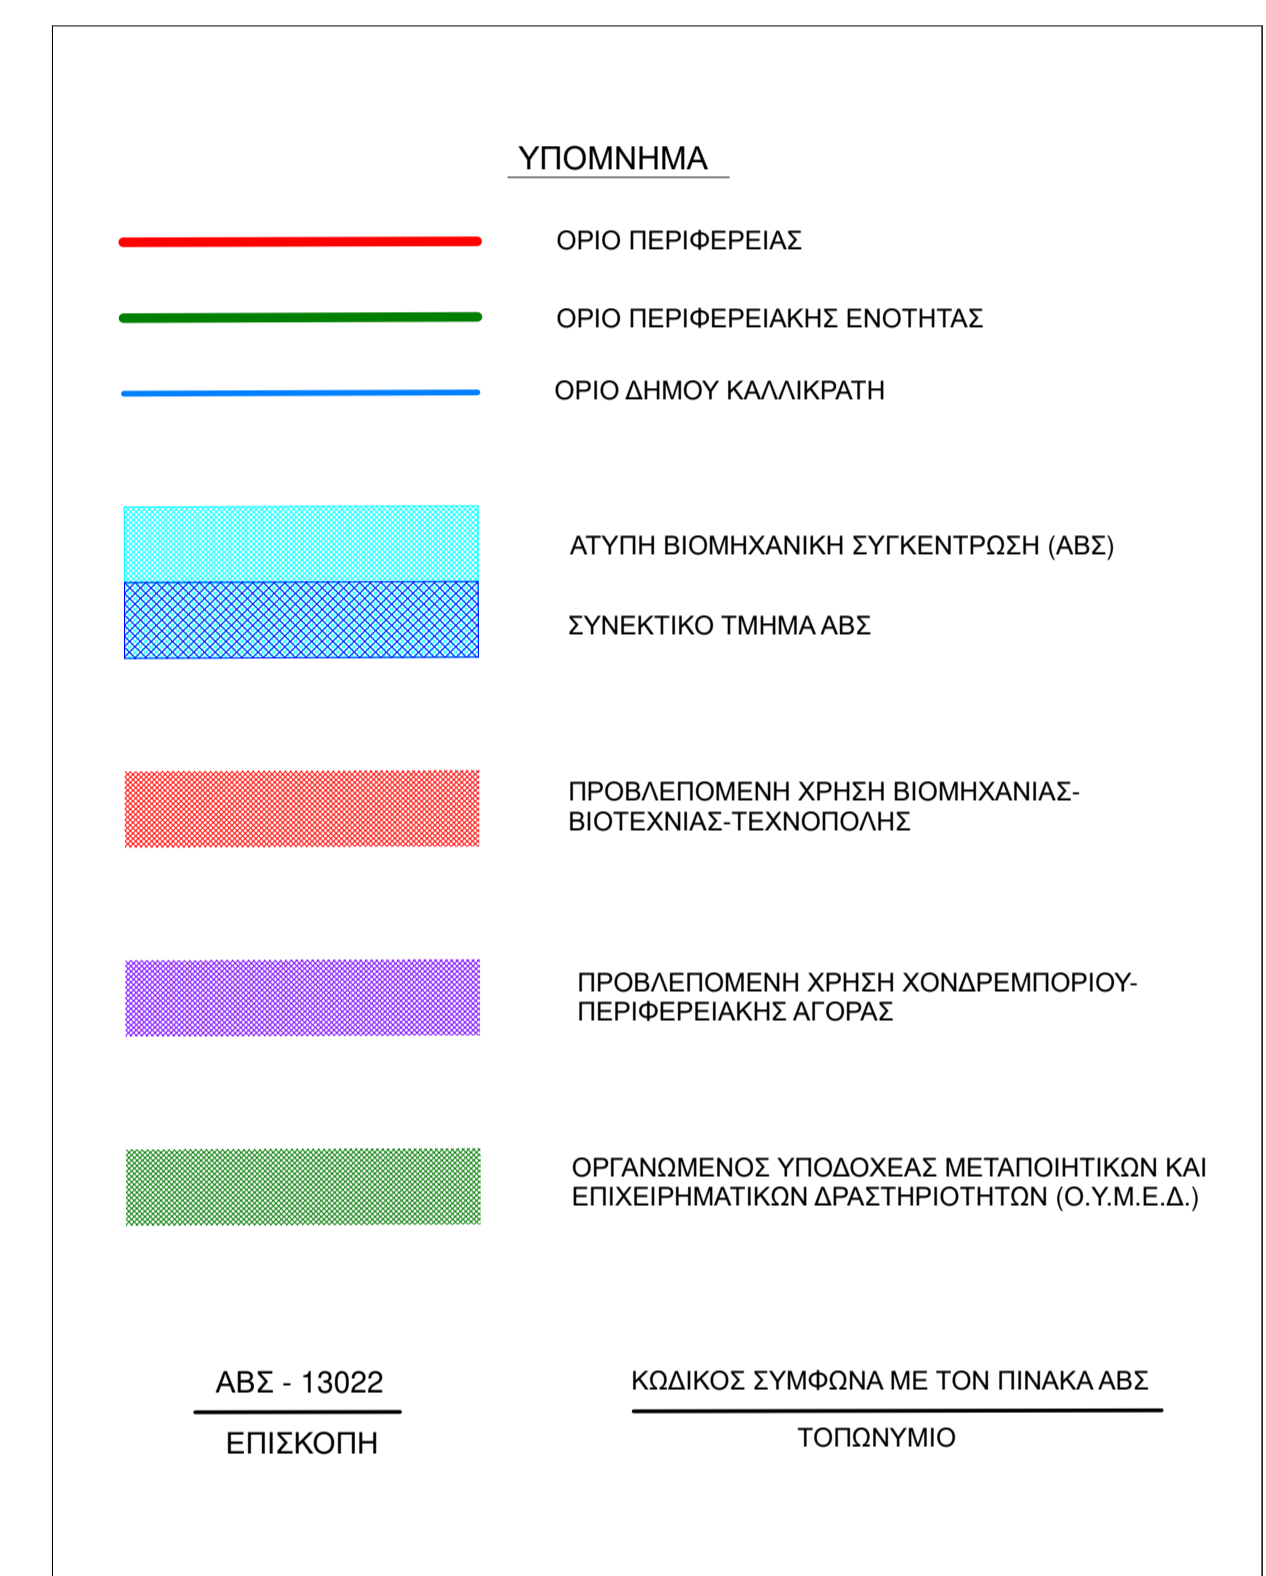 ΥΠΟΜΝΗΜΑ
ΟΡΙΟ ΠΕΡΙΦΕΡΕΙΑΣ
ΟΡΙΟ ΠΕΡΙΦΕΡΕΙΑΚΗΣ ΕΝΟΤΗΤΑΣ
ΟΡΙΟ ΔΗΜΟΥ ΚΑΛΛΙΚΡΑΤΗ
ΑΤΥΠΗ ΒΙΟΜΗΧΑΝΙΚΗ ΣΥΓΚΕΝΤΡΩΣΗ (ΑΒΣ)
ΣΥΝΕΚΤΙΚΟ ΤΜΗΜΑ ΑΒΣ
ΠΡΟΒΛΕΠΟΜΕΝΗ ΧΡΗΣΗ ΒΙΟΜΗΧΑΝΙΑΣ-
ΒΙΟΤΕΧΝΙΑΣ-ΤΕΧΝΟΠΟΛΗΣ
ΠΡΟΒΛΕΠΟΜΕΝΗ ΧΡΗΣΗ ΧΟΝΔΡΕΜΠΟΡΙΟΥ-
ΠΕΡΙΦΕΡΕΙΑΚΗΣ ΑΓΟΡΑΣ
ΟΡΓΑΝΩΜΕΝΟΣ ΥΠΟΔΟΧΕΑΣ ΜΕΤΑΠΟΙΗΤΙΚΩΝ ΚΑΙ
ΕΠΙΧΕΙΡΗΜΑΤΙΚΩΝ ΔΡΑΣΤΗΡΙΟΤΗΤΩΝ (Ο.Υ.Μ.Ε.Δ.)
ΑΒΣ - 13022
ΕΠΙΣΚΟΠΗ
ΚΩΔΙΚΟΣ ΣΥΜΦΩΝΑ ΜΕ ΤΟΝ ΠΙΝΑΚΑ ΑΒΣ
ΤΟΠΩΝΥΜΙΟ